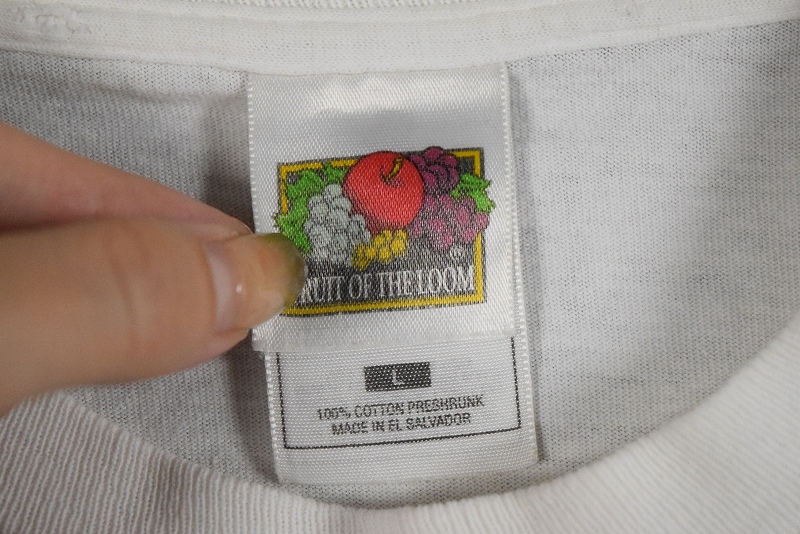 FRUIT OF THE LOOM
L
100% COTTON PRESHRUNK
MADE IN EL SALVADOR